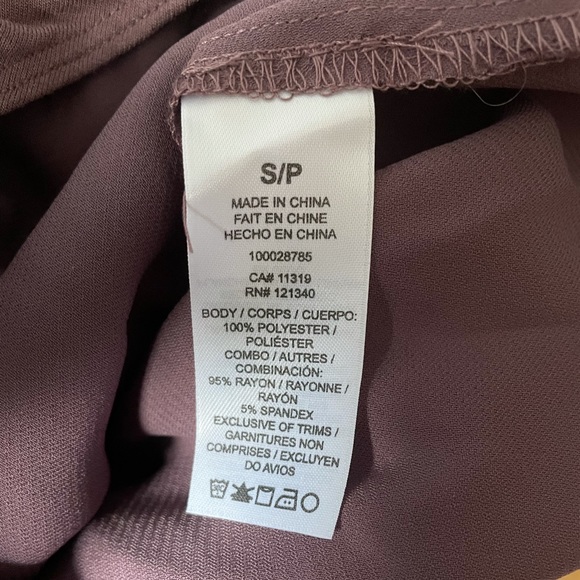 S/P
MADE IN CHINA
FAIT EN CHINE
HECHO EN CHINA
100028785
CA# 11319
RN# 121340
BODY / CORPS / CUERPO:
100% POLYESTER /
POLIÉSTER
COMBO / AUTRES /
COMBINACIÓN:
95% RAYON / RAYONNE /
RAYÓN
5% SPANDEX
EXCLUSIVE OF TRIMS /
GARNITURES NON
COMPRISES / EXCLUYEN
DO AVIOS